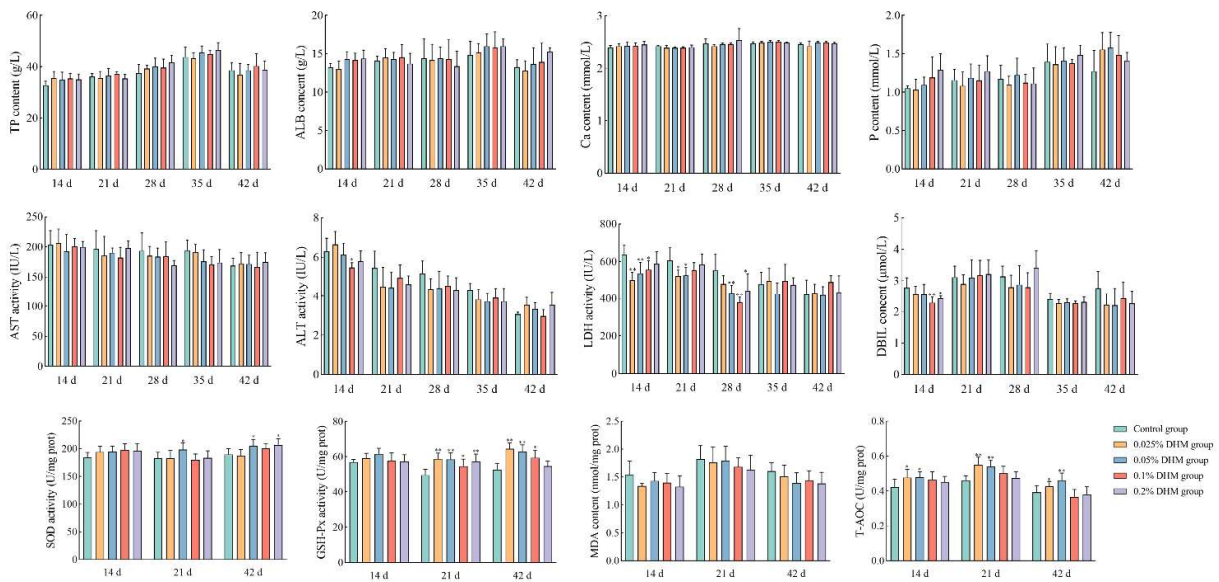 TP content (g/L)
60
40
20
0
14 d 21 d 28 d 35 d 42 d
ALB concent (g/L)
20
15
10
5
0
14 d 21 d 28 d 35 d 42 d
Ca content (mmol/L)
3
2
1
0
14 d 21 d 28 d 35 d 42 d
P content (mmol/L)
2.0
1.5
1.0
0.5
0.0
14 d 21 d 28 d 35 d 42 d
AST activity (IU/L)
250
200
150
100
50
0
14 d 21 d 28 d 35 d 42 d
ALT activity (IU/L)
8
6
4
2
0
14 d 21 d 28 d 35 d 42 d
LDH activity (IU/L)
800
600
400
200
0
14 d 21 d 28 d 35 d 42 d
DBIL concent (μmol/L)
5
4
3
2
1
0
14 d 21 d 28 d 35 d 42 d
SOD activity (U/mg prot)
250
200
150
100
50
0
14 d 21 d 42 d
GSH-Px activity (U/mg prot)
80
60
40
20
0
14 d 21 d 42 d
MDA content (nmol/mg prot)
2.5
2.0
1.5
1.0
0.5
0.0
14 d 21 d 42 d
T-AOC (U/mg prot)
0.8
0.6
0.4
0.2
0.0
14 d 21 d 42 d
Control group
0.025% DHM group
0.05% DHM group
0.1% DHM group
0.2% DHM group